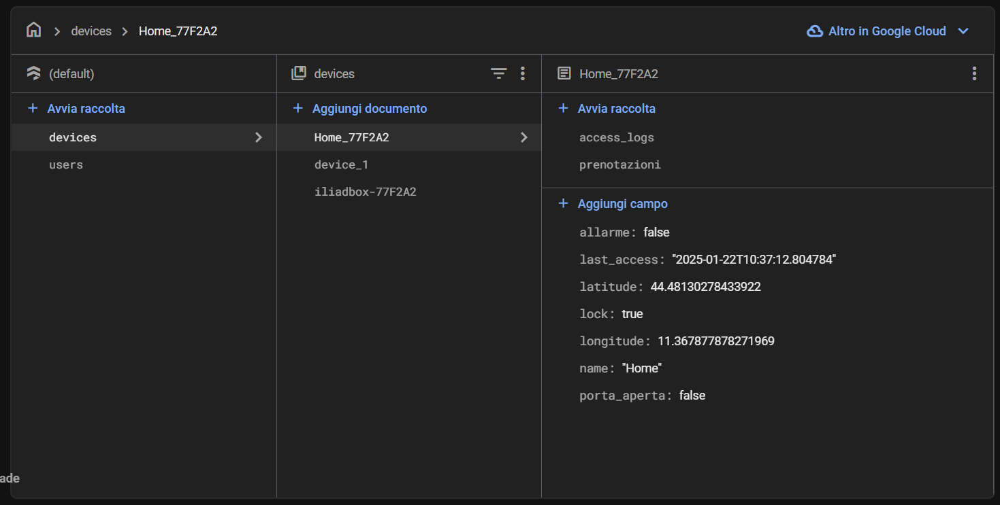 devices
Home_77F2A2
Altro in Google Cloud
(default)
devices
Home_77F2A2
Avvia raccolta
Aggiungi documento
Avvia raccolta
devices
Home_77F2A2
access_logs
users
device_1
prenotazioni
iliadbox-77F2A2
Aggiungi campo
allarme: false
last_access: "2025-01-22T10:37:12.804784"
latitude: 44.48130278433922
lock: true
longitude: 11.367877878271969
name: "Home"
porta_aperta: false
ade